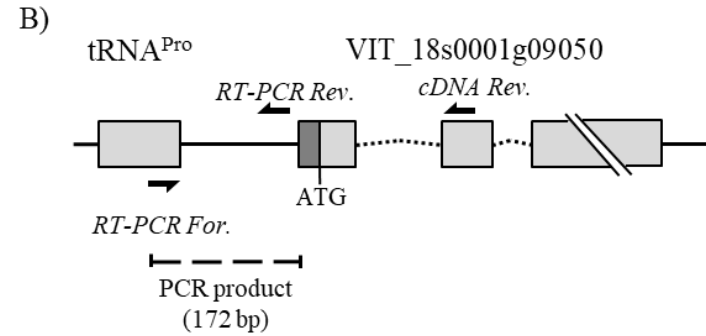 B)
tRNAPro VIT_18s0001g09050
RT-PCR Rev. cDNA Rev.
ATG
RT-PCR For.
PCR product
(172 bp)